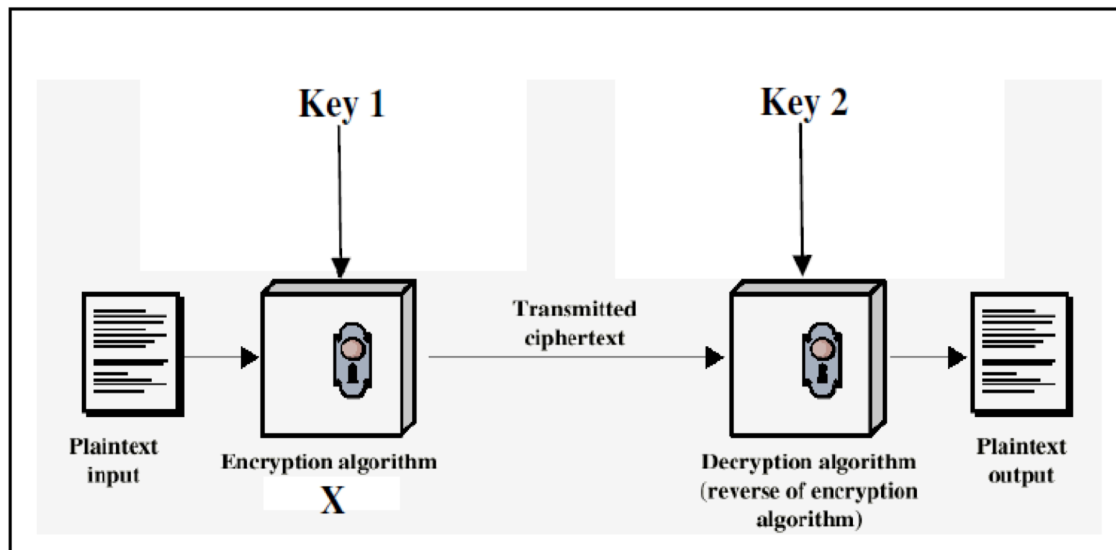 Key 1
Key 2
Transmitted
ciphertext
Plaintext
input
Encryption algorithm
X
Decryption algorithm
(reverse of encryption
algorithm)
Plaintext
output